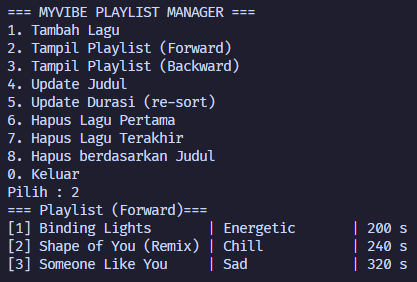 === MYVIBE PLAYLIST MANAGER ===
1. Tambah Lagu
2. Tampil Playlist (Forward)
3. Tampil Playlist (Backward)
4. Update Judul
5. Update Durasi (re-sort)
6. Hapus Lagu Pertama
7. Hapus Lagu Terakhir
8. Hapus berdasarkan Judul
0. Keluar
Pilih : 2
=== Playlist (Forward)===
[1] Binding Lights       | Energetic       | 200 s
[2] Shape of You (Remix) | Chill           | 240 s
[3] Someone Like You     | Sad             | 320 s